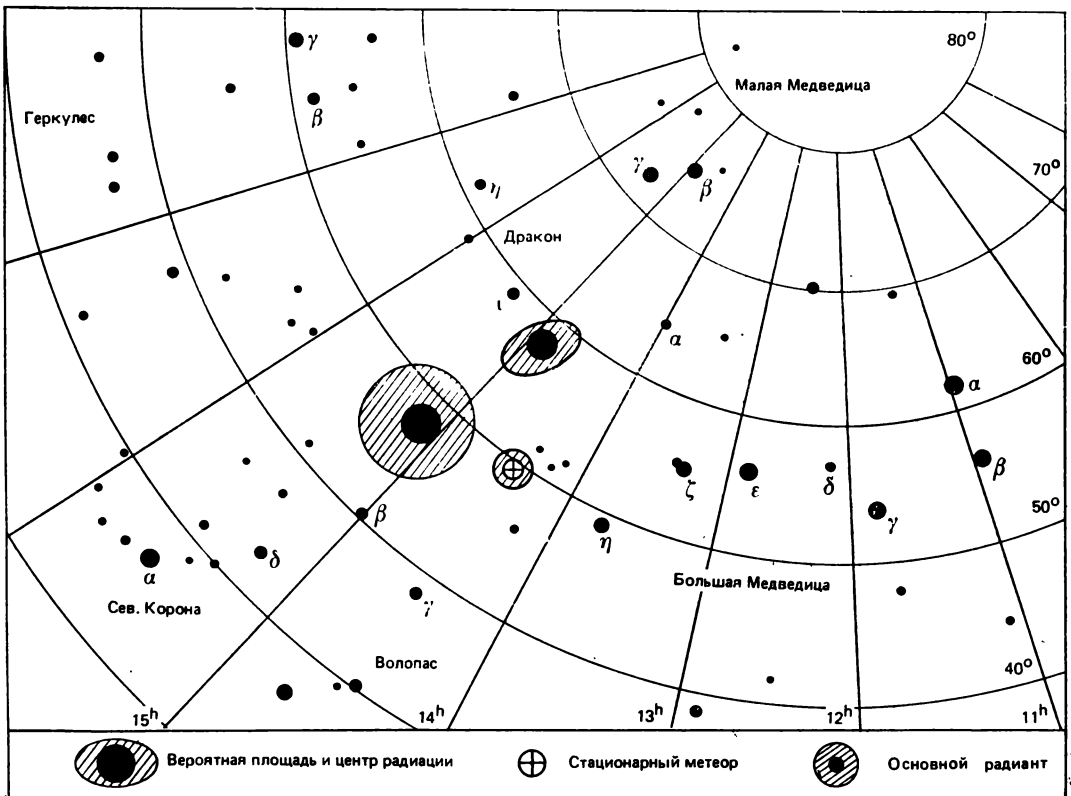 80°
Малая Медведица
γ
Геркулес
β
70°
γ
β
η
Дракон
ι
α
60°
α
β
ζ
ε
δ
50°
γ
β
η
δ
α
Большая Медведица
Сев. Корона
γ
Волопас
40°
15h
14h
13h
12h
11h
Вероятная площадь и центр радиации
Стационарный метеор
Основной радиант